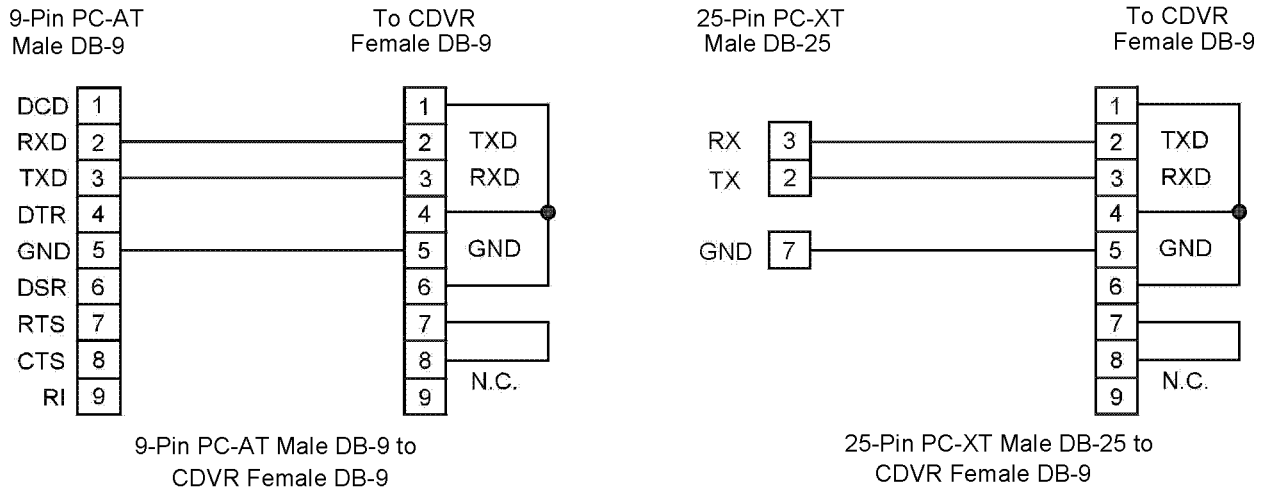 9-Pin PC-AT
Male DB-9
To CDVR
Female DB-9
DCD 1
RXD 2
TXD 3
DTR 4
GND 5
DSR 6
RTS 7
CTS 8
RI 9
1
2 TXD
3 RXD
4
5 GND
6
7
8
N.C.
9
9-Pin PC-AT Male DB-9 to
CDVR Female DB-9
25-Pin PC-XT
Male DB-25
To CDVR
Female DB-9
RX 3
TX 2
GND 7
1
2 TXD
3 RXD
4
5 GND
6
7
8
N.C.
9
25-Pin PC-XT Male DB-25 to
CDVR Female DB-9